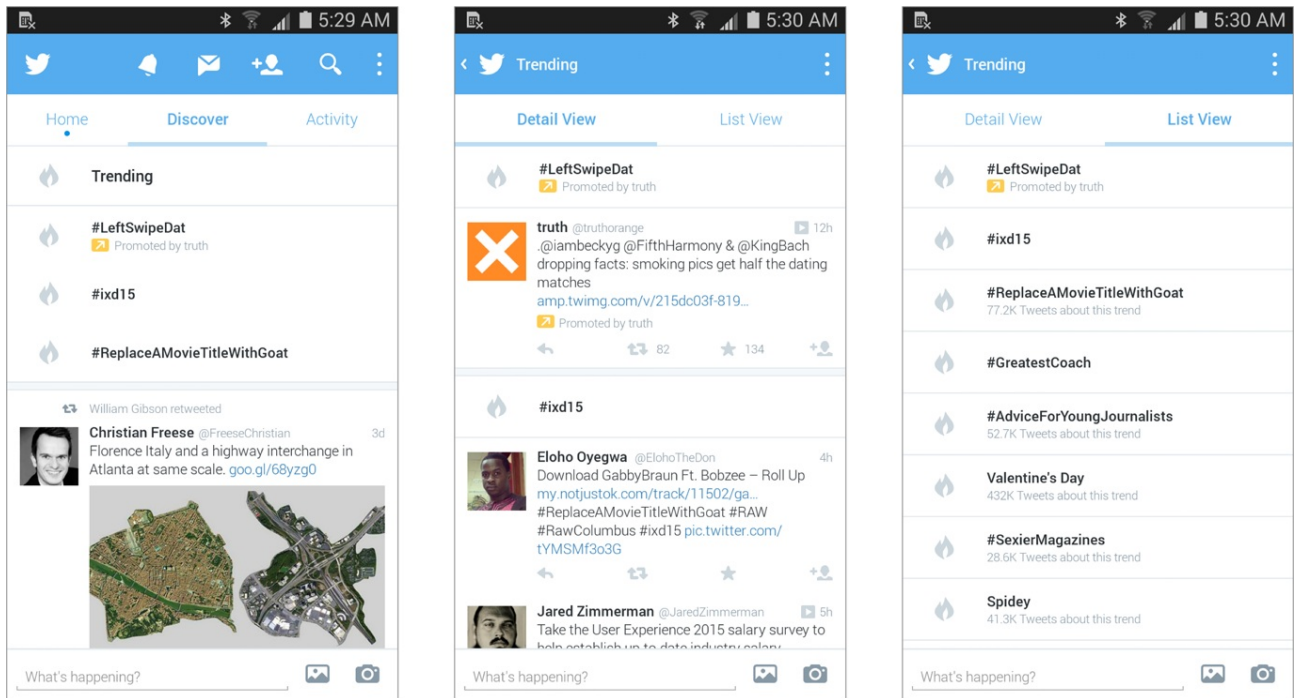 5:29 AM
Home
Discover
Activity
Trending
#LeftSwipeDat
Promoted by truth
#ixd15
#ReplaceAMovieTitleWithGoat
William Gibson retweeted
Christian Freese @FreeseChristian 3d
Florence Italy and a highway interchange in
Atlanta at same scale. goo.gl/68yzg0
What's happening?
5:30 AM
Trending
Detail View
List View
#LeftSwipeDat
Promoted by truth
truth @truthorange 12h
.@iambeckyg @FifthHarmony & @KingBach
dropping facts: smoking pics get half the dating
matches
amp.twimg.com/v/215dc03f-819...
Promoted by truth
82 134
#ixd15
Eloho Oyegwa @ElohoTheDon 4h
Download GabbyBraun Ft. Bobzee – Roll Up
my.notjustok.com/track/11502/ga...
#ReplaceAMovieTitleWithGoat #RAW
#RawColumbus #ixd15 pic.twitter.com/
tYMSMf3o3G
Jared Zimmerman @JaredZimmerman 5h
Take the User Experience 2015 salary survey to
help establish up to date industry salary
What's happening?
5:30 AM
Trending
Detail View
List View
#LeftSwipeDat
Promoted by truth
#ixd15
#ReplaceAMovieTitleWithGoat
77.2K Tweets about this trend
#GreatestCoach
#AdviceForYoungJournalists
52.7K Tweets about this trend
Valentine's Day
432K Tweets about this trend
#SexierMagazines
28.6K Tweets about this trend
Spidey
41.3K Tweets about this trend
What's happening?